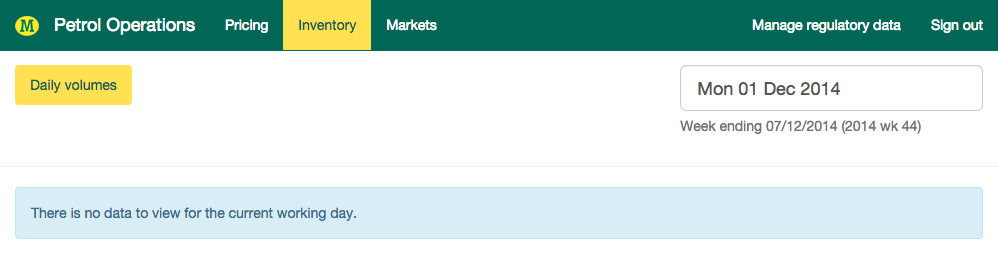 M Petrol Operations Pricing Inventory Markets Manage regulatory data Sign out
Daily volumes
Mon 01 Dec 2014
Week ending 07/12/2014 (2014 wk 44)
There is no data to view for the current working day.